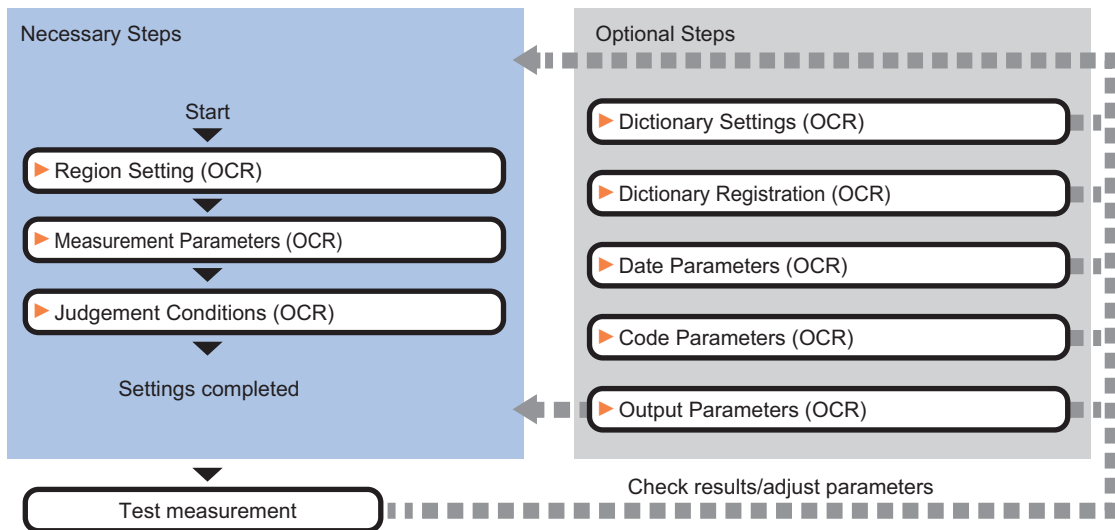 Necessary Steps
Start
Region Setting (OCR)
Measurement Parameters (OCR)
Judgement Conditions (OCR)
Settings completed
Test measurement
Optional Steps
Dictionary Settings (OCR)
Dictionary Registration (OCR)
Date Parameters (OCR)
Code Parameters (OCR)
Output Parameters (OCR)
Check results/adjust parameters